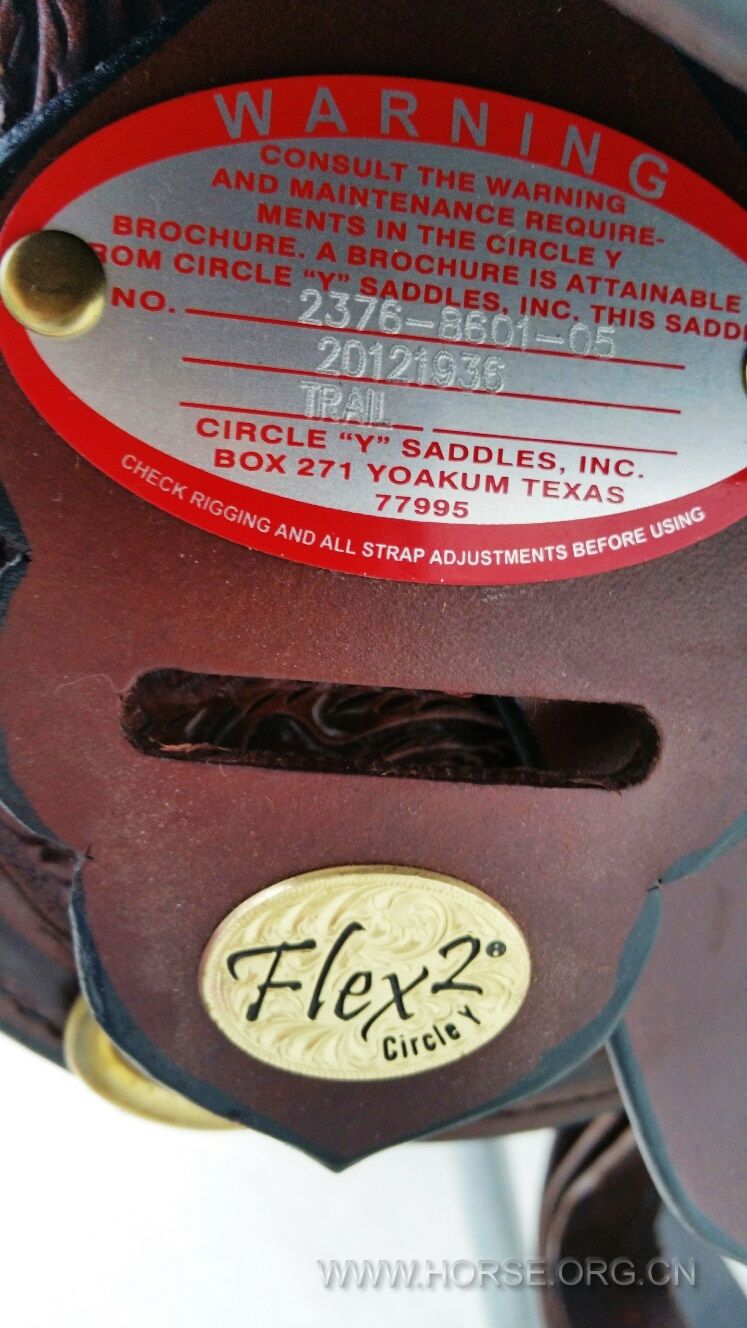 WARNING
CONSULT THE WARNING
AND MAINTENANCE REQUIRE-
MENTS IN THE CIRCLE Y
BROCHURE. A BROCHURE IS ATTAINABLE
ROM CIRCLE "Y" SADDLES, INC. THIS SADD
NO. 2376-8601-05
20121936
TRAIL
CIRCLE "Y" SADDLES, INC.
BOX 271 YOAKUM TEXAS
77995
CHECK RIGGING AND ALL STRAP ADJUSTMENTS BEFORE USING
Flex2®
Circle Y
WWW.HORSE.ORG.CN